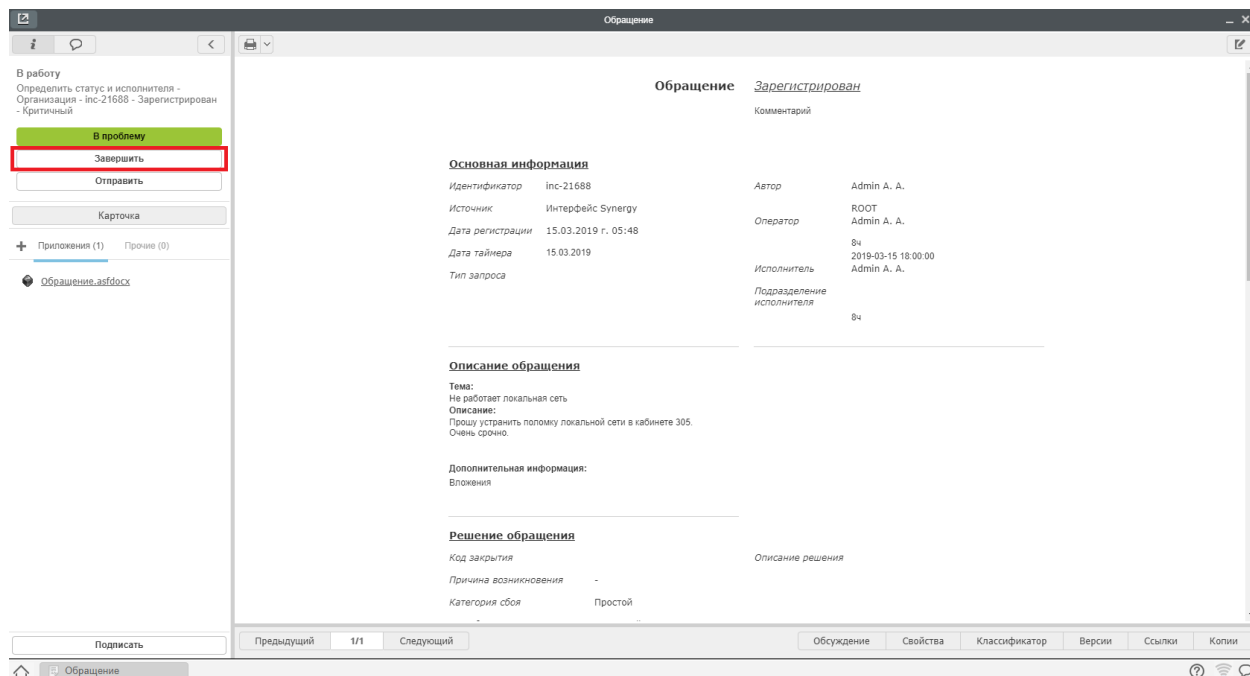 Обращение
В работу
Определить статус и исполнителя -
Организация - inc-21688 - Зарегистрирован
- Критичный
В проблему
Завершить
Отправить
Карточка
Приложения (1) Прочие (0)
Обращение.asfdocx
Подписать
Обращение Зарегистрирован
Комментарий
Основная информация
Идентификатор inc-21688
Источник Интерфейс Synergy
Дата регистрации 15.03.2019 г. 05:48
Дата таймера 15.03.2019
Тип запроса
Автор Admin A. A.
ROOT
Оператор Admin A. A.
8ч
2019-03-15 18:00:00
Исполнитель Admin A. A.
Подразделение
исполнителя
8ч
Описание обращения
Тема:
Не работает локальная сеть
Описание:
Прошу устранить поломку локальной сети в кабинете 305.
Очень срочно.
Дополнительная информация:
Вложения
Решение обращения
Код закрытия Описание решения
Причина возникновения -
Категория сбоя Простой
Предыдущий 1/1 Следующий
Обсуждение Свойства Классификатор Версии Ссылки Копии
Обращение